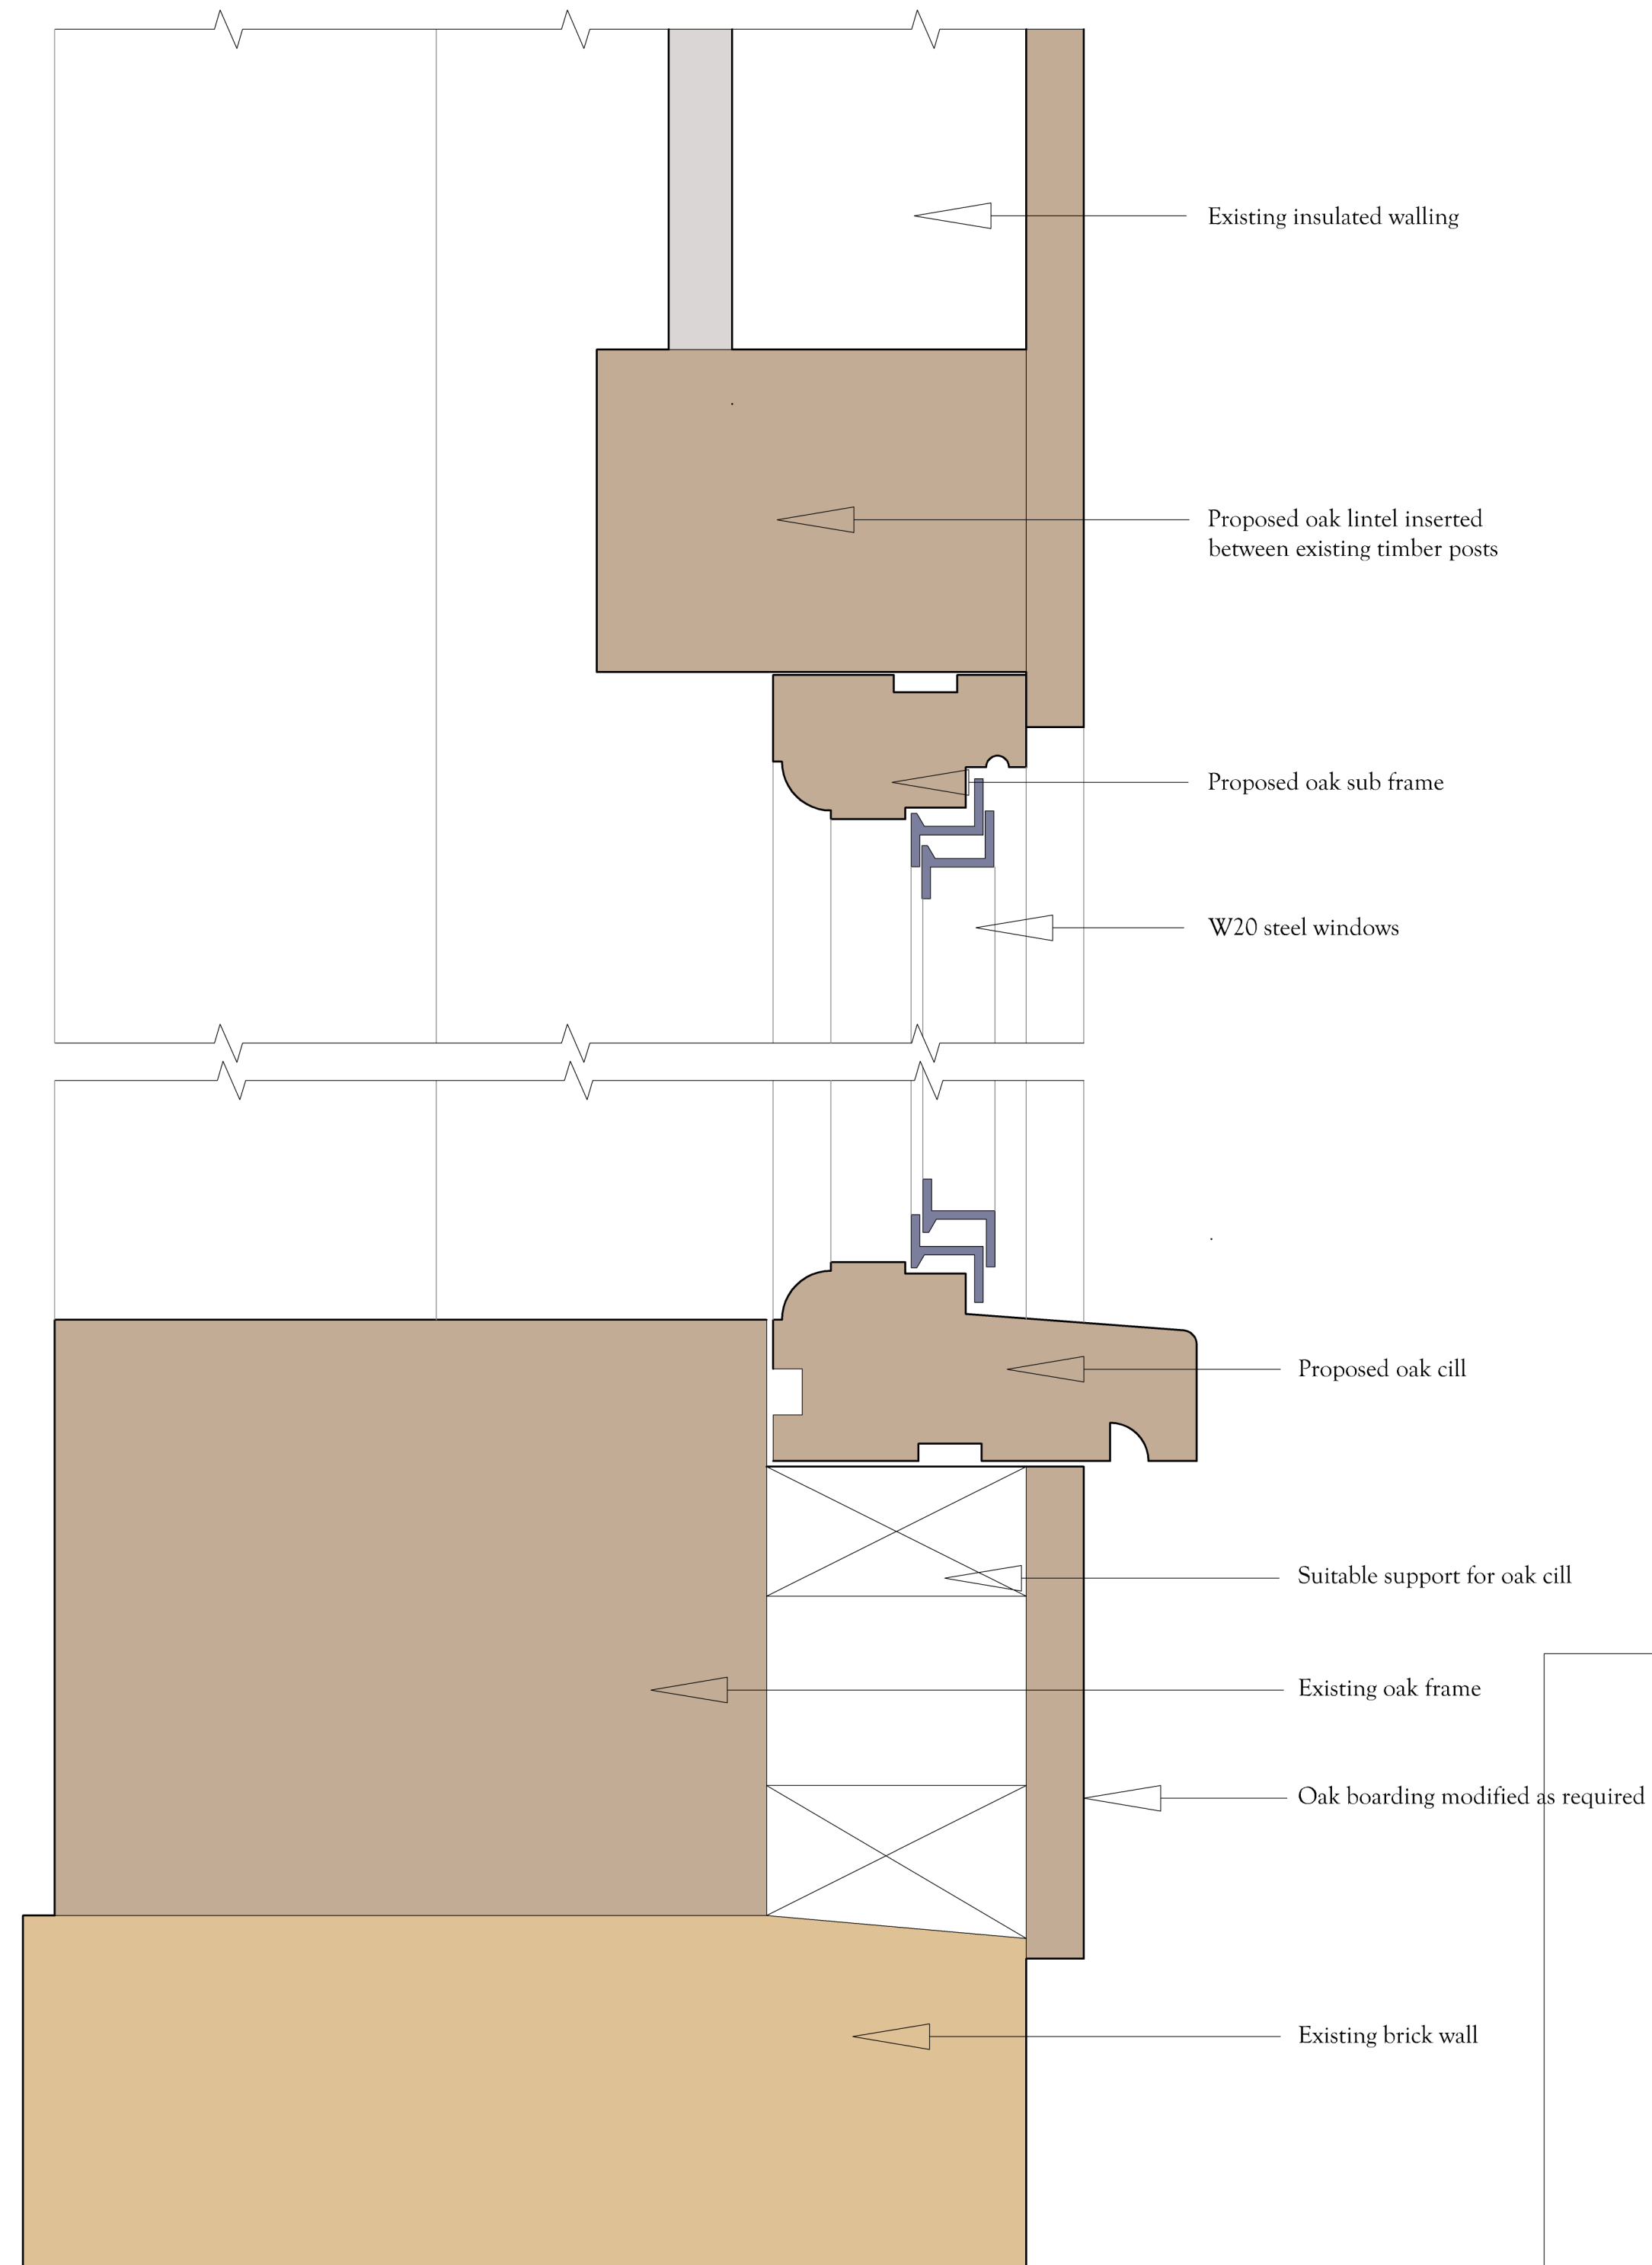 Existing insulated walling
Proposed oak lintel inserted
between existing timber posts
Proposed oak sub frame
W20 steel windows
Proposed oak cill
Suitable support for oak cill
Existing oak frame
Oak boarding modified as required
Existing brick wall